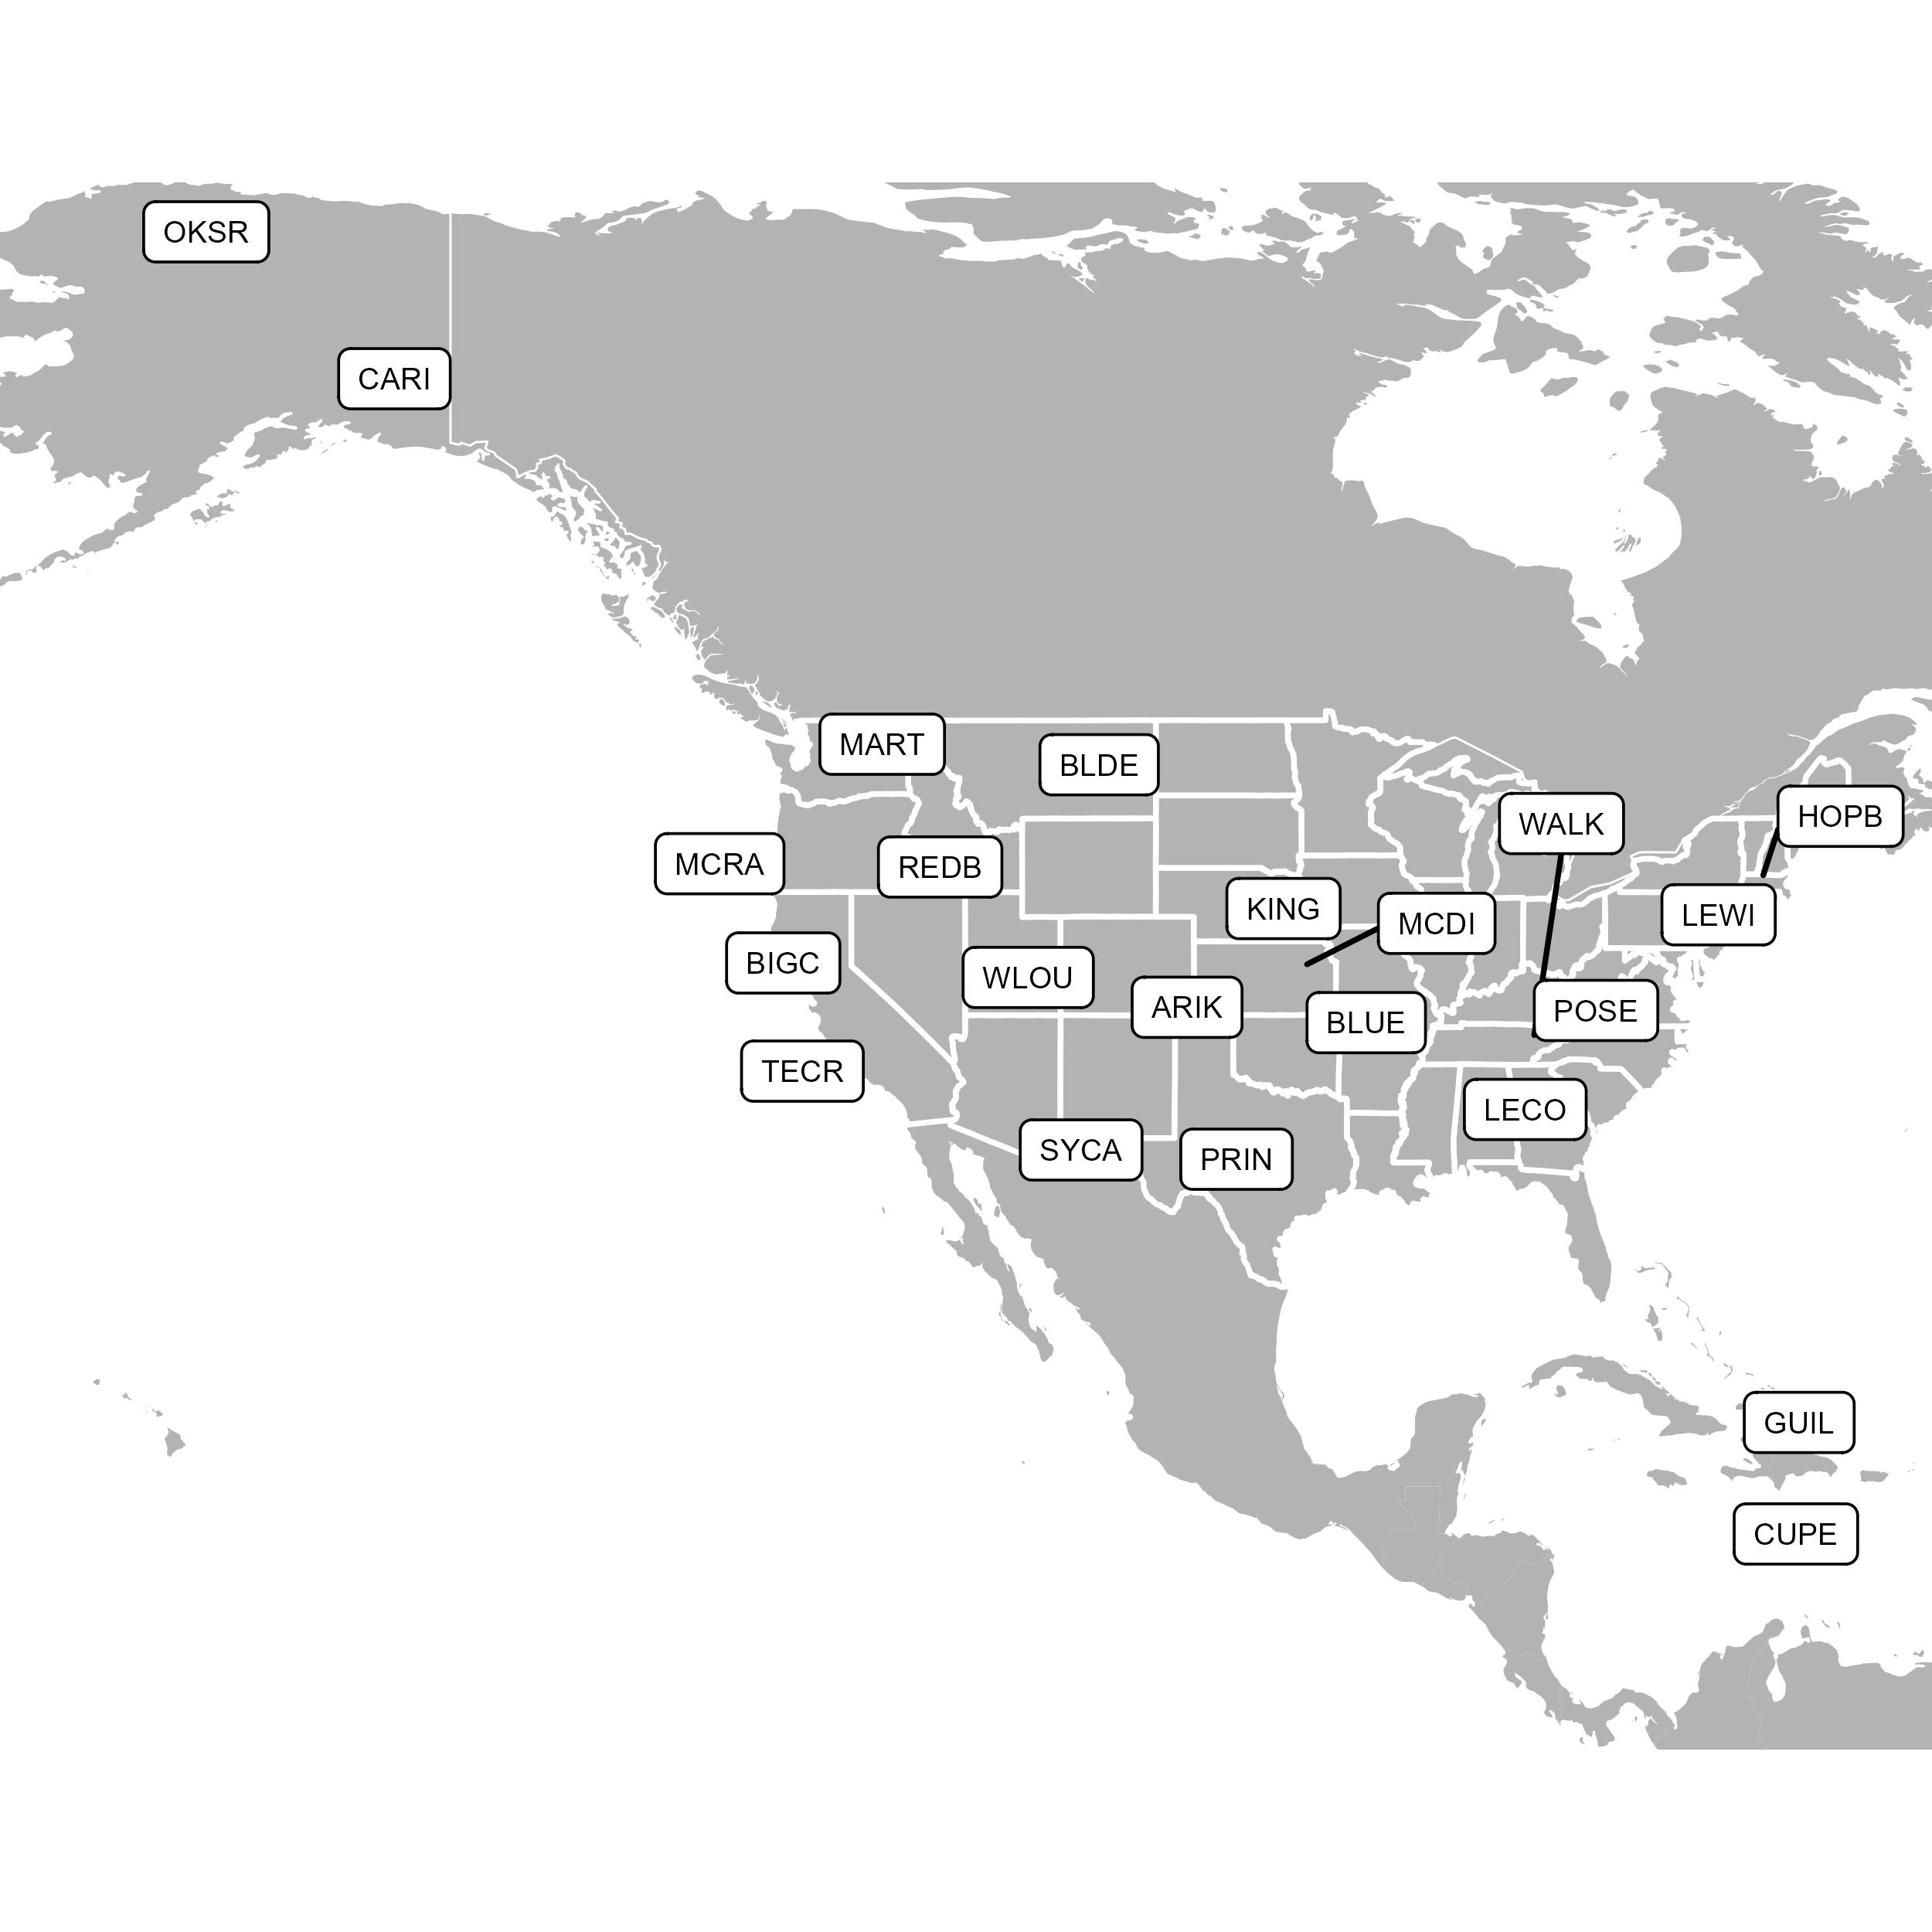 OKSR
CARI
MART
BLDE
WALK
HOPB
MCRA
REDB
KING
MCDI
LEWI
BIGC
WLOU
ARIK
BLUE
POSE
TECR
LECO
SYCA
PRIN
GUIL
CUPE